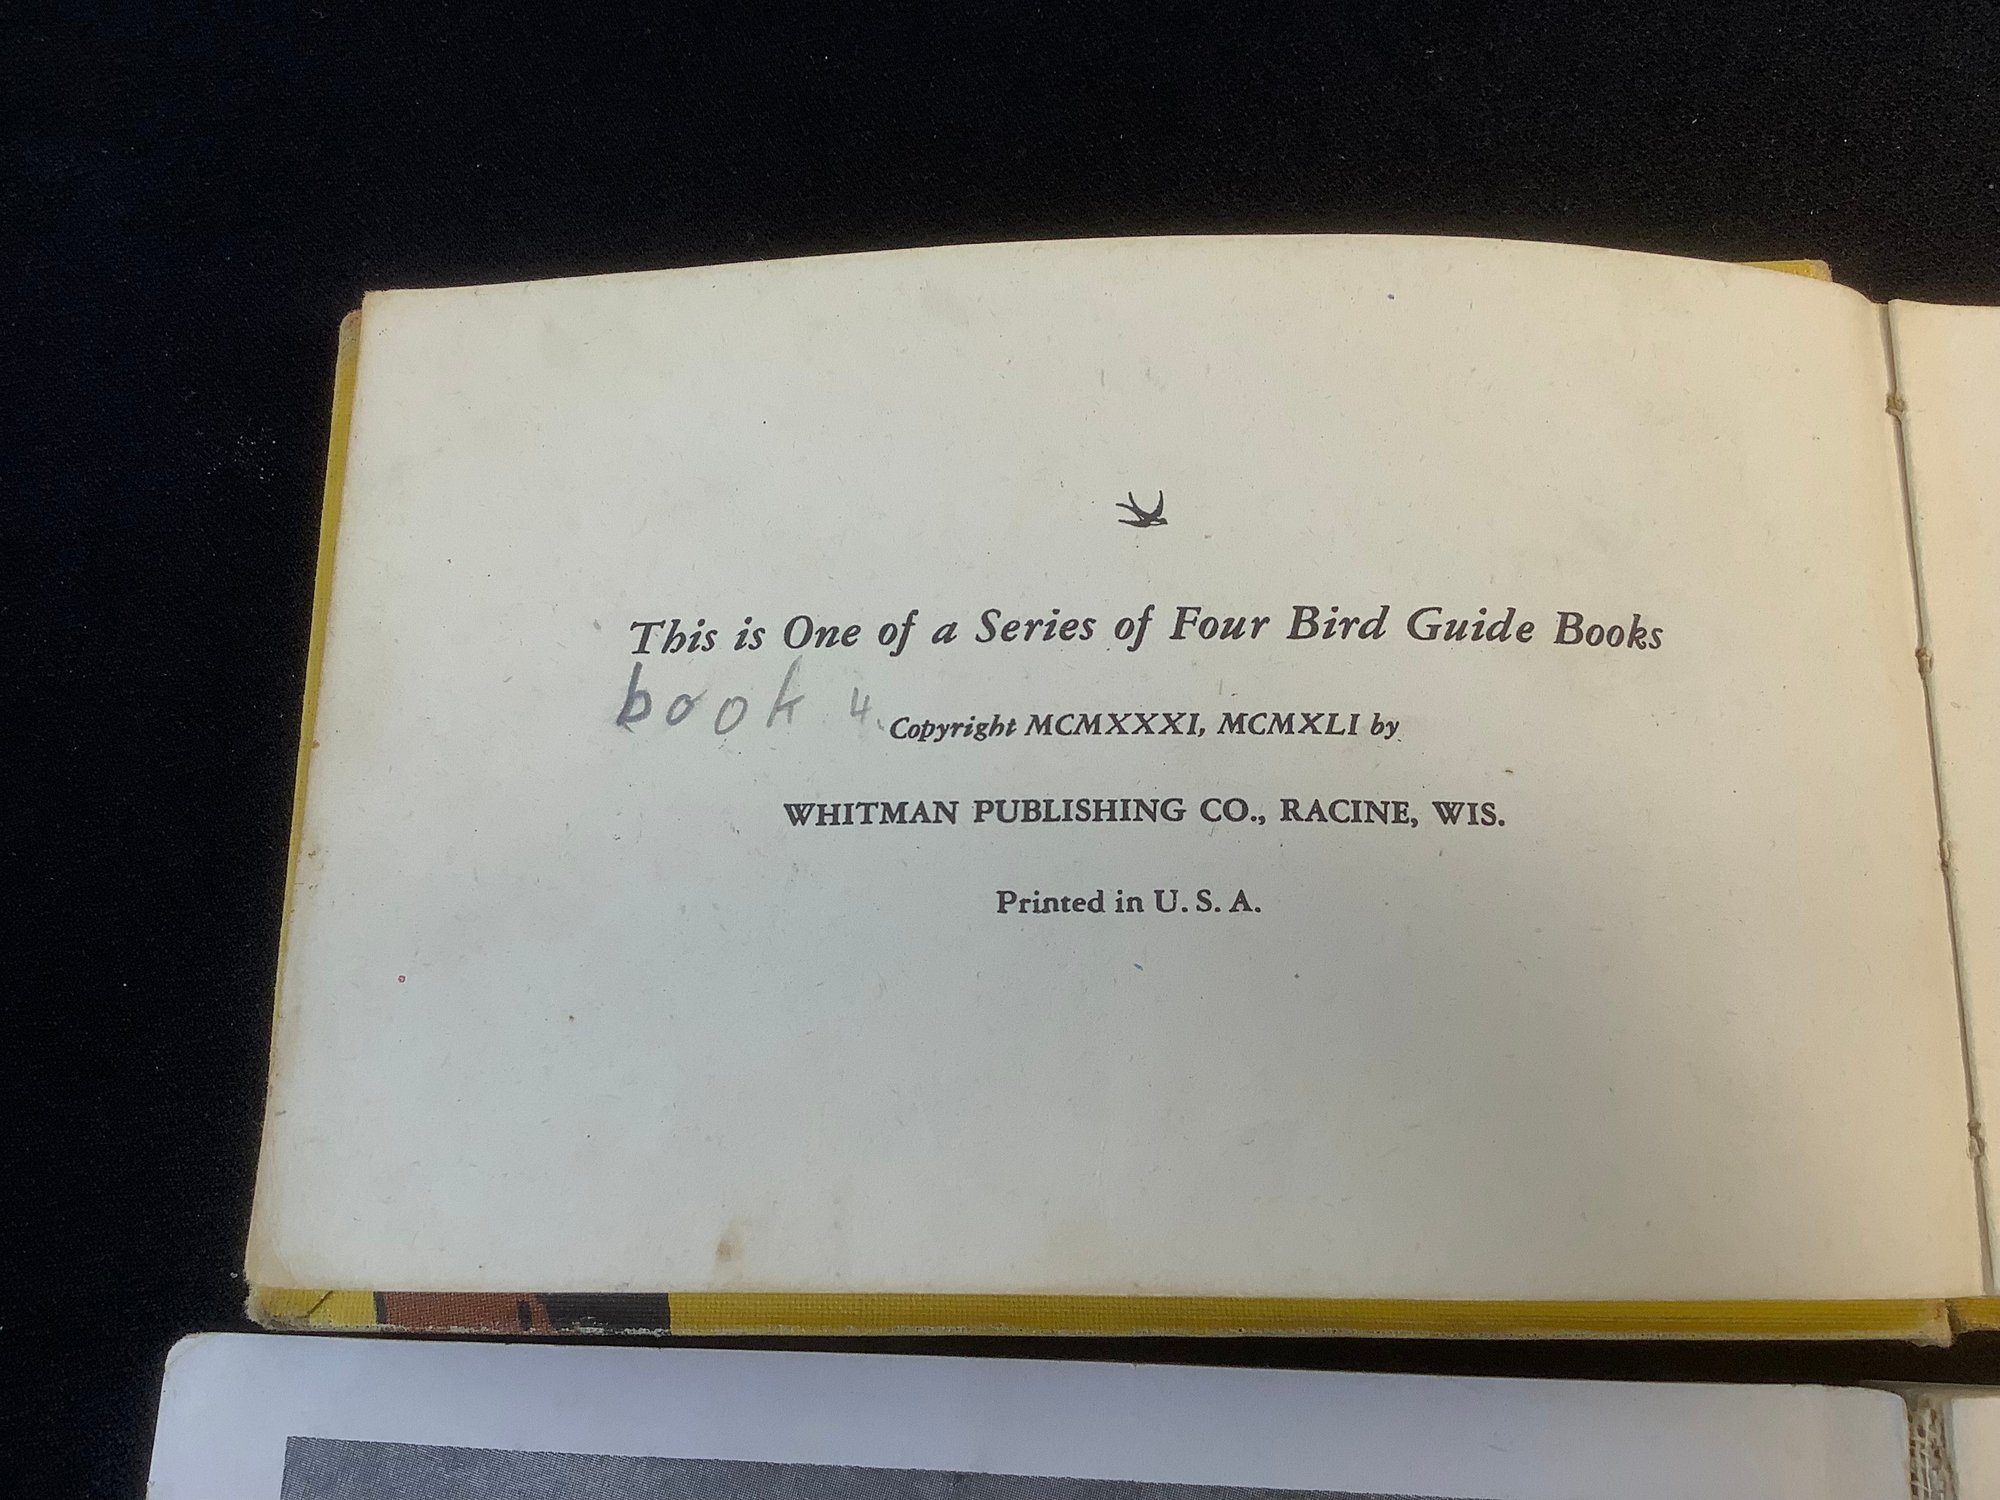 This is One of a Series of Four Bird Guide Books
book 4.
Copyright MCMXXXI, MCMXLI by
WHITMAN PUBLISHING CO., RACINE, WIS.
Printed in U. S. A.